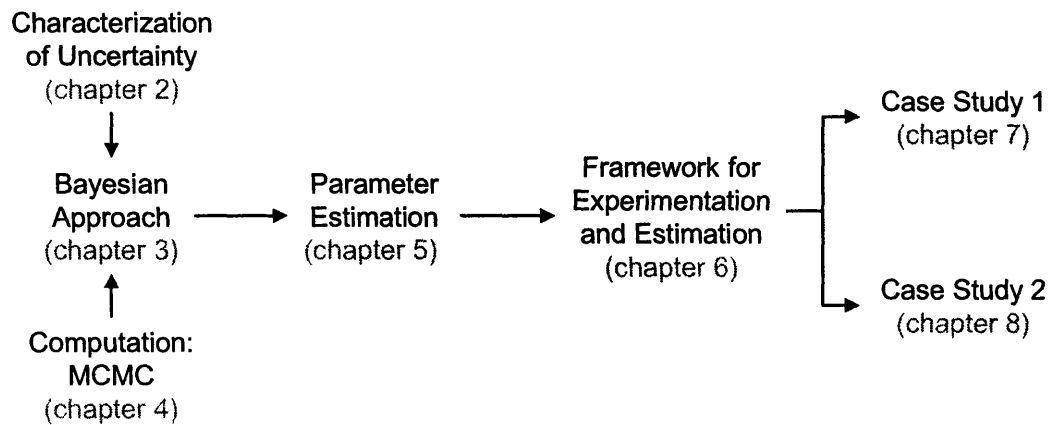 Characterization
of Uncertainty
(chapter 2)
Bayesian
Approach
(chapter 3)
Computation:
MCMC
(chapter 4)
Parameter
Estimation
(chapter 5)
Framework for
Experimentation
and Estimation
(chapter 6)
Case Study 1
(chapter 7)
Case Study 2
(chapter 8)